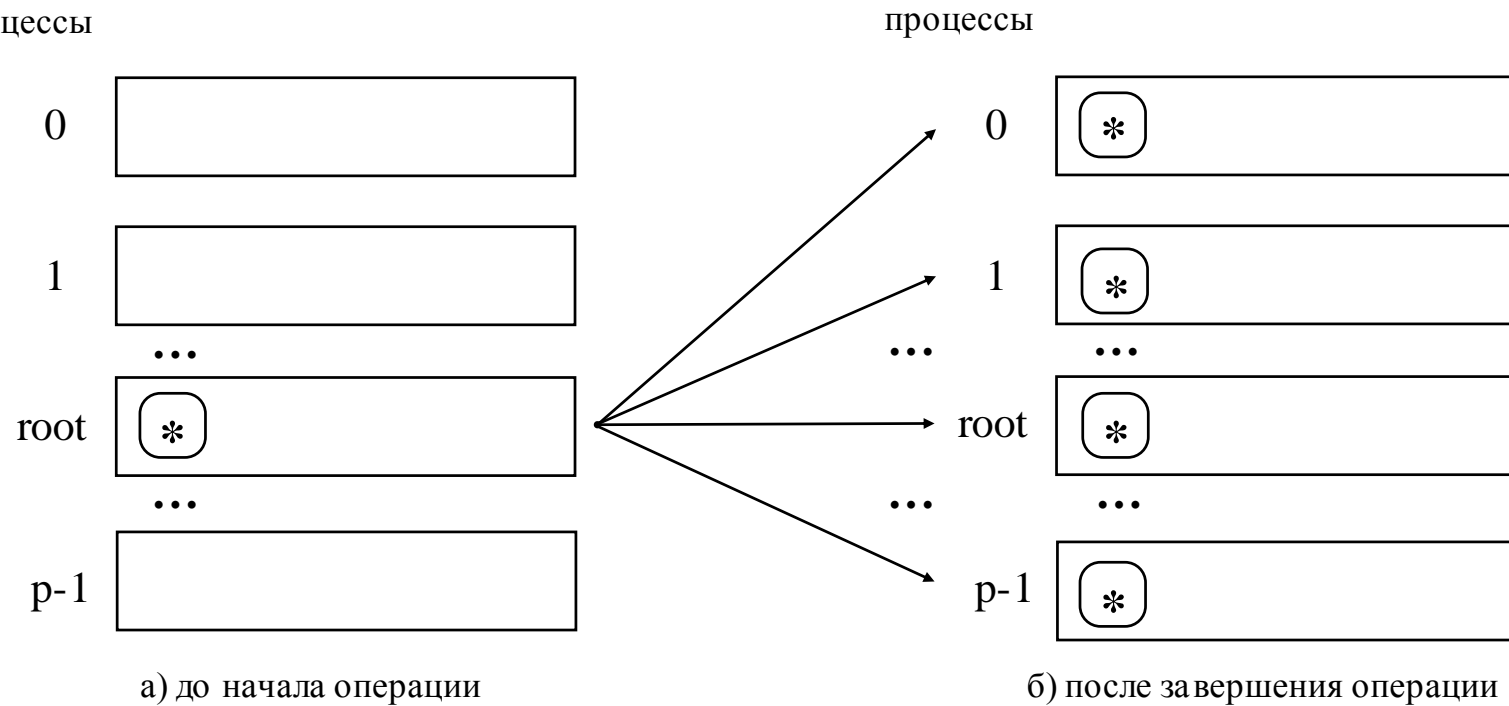 цессы
процессы
0
0
*
1
1
*
...
...
...
root
*
root
*
...
...
...
p-1
p-1
*
а) до начала операции
б) после завершения операции